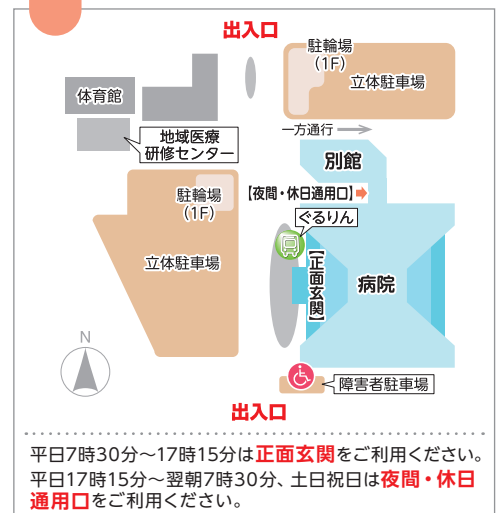 出入口
駐輪場
(1F)
立体駐車場
体育館
地域医療
研修センター
一方通行
別館
駐輪場
(1F)
【夜間・休日通用口】
ぐるりん
立体駐車場
【正面玄関】
病院
N
障害者駐車場
出入口
平日7時30分～17時15分は正面玄関をご利用ください。
平日17時15分～翌朝7時30分、土日祝日は夜間・休日
通用口をご利用ください。